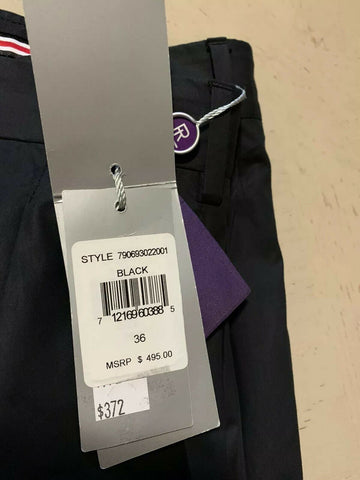 STYLE 790693022001
BLACK
7 12169 60388 5
36
MSRP $ 495.00
$372